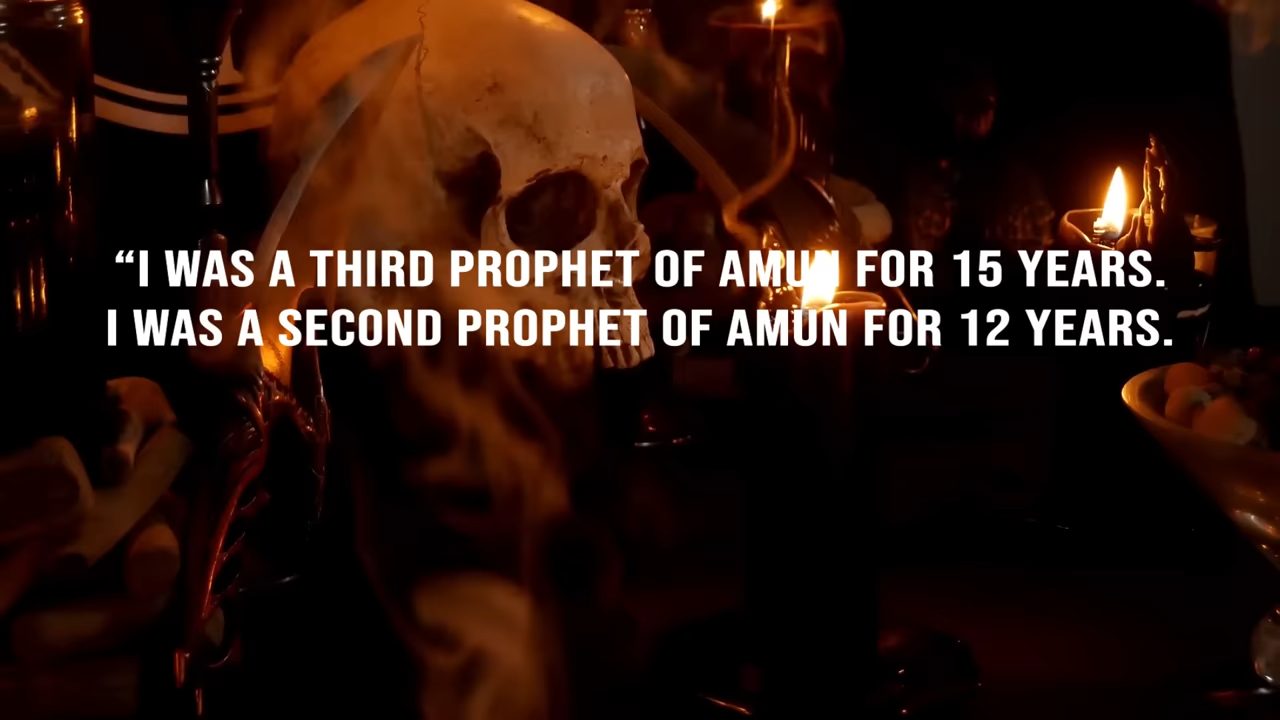 “I WAS A THIRD PROPHET OF AMUN FOR 15 YEARS.
I WAS A SECOND PROPHET OF AMUN FOR 12 YEARS.